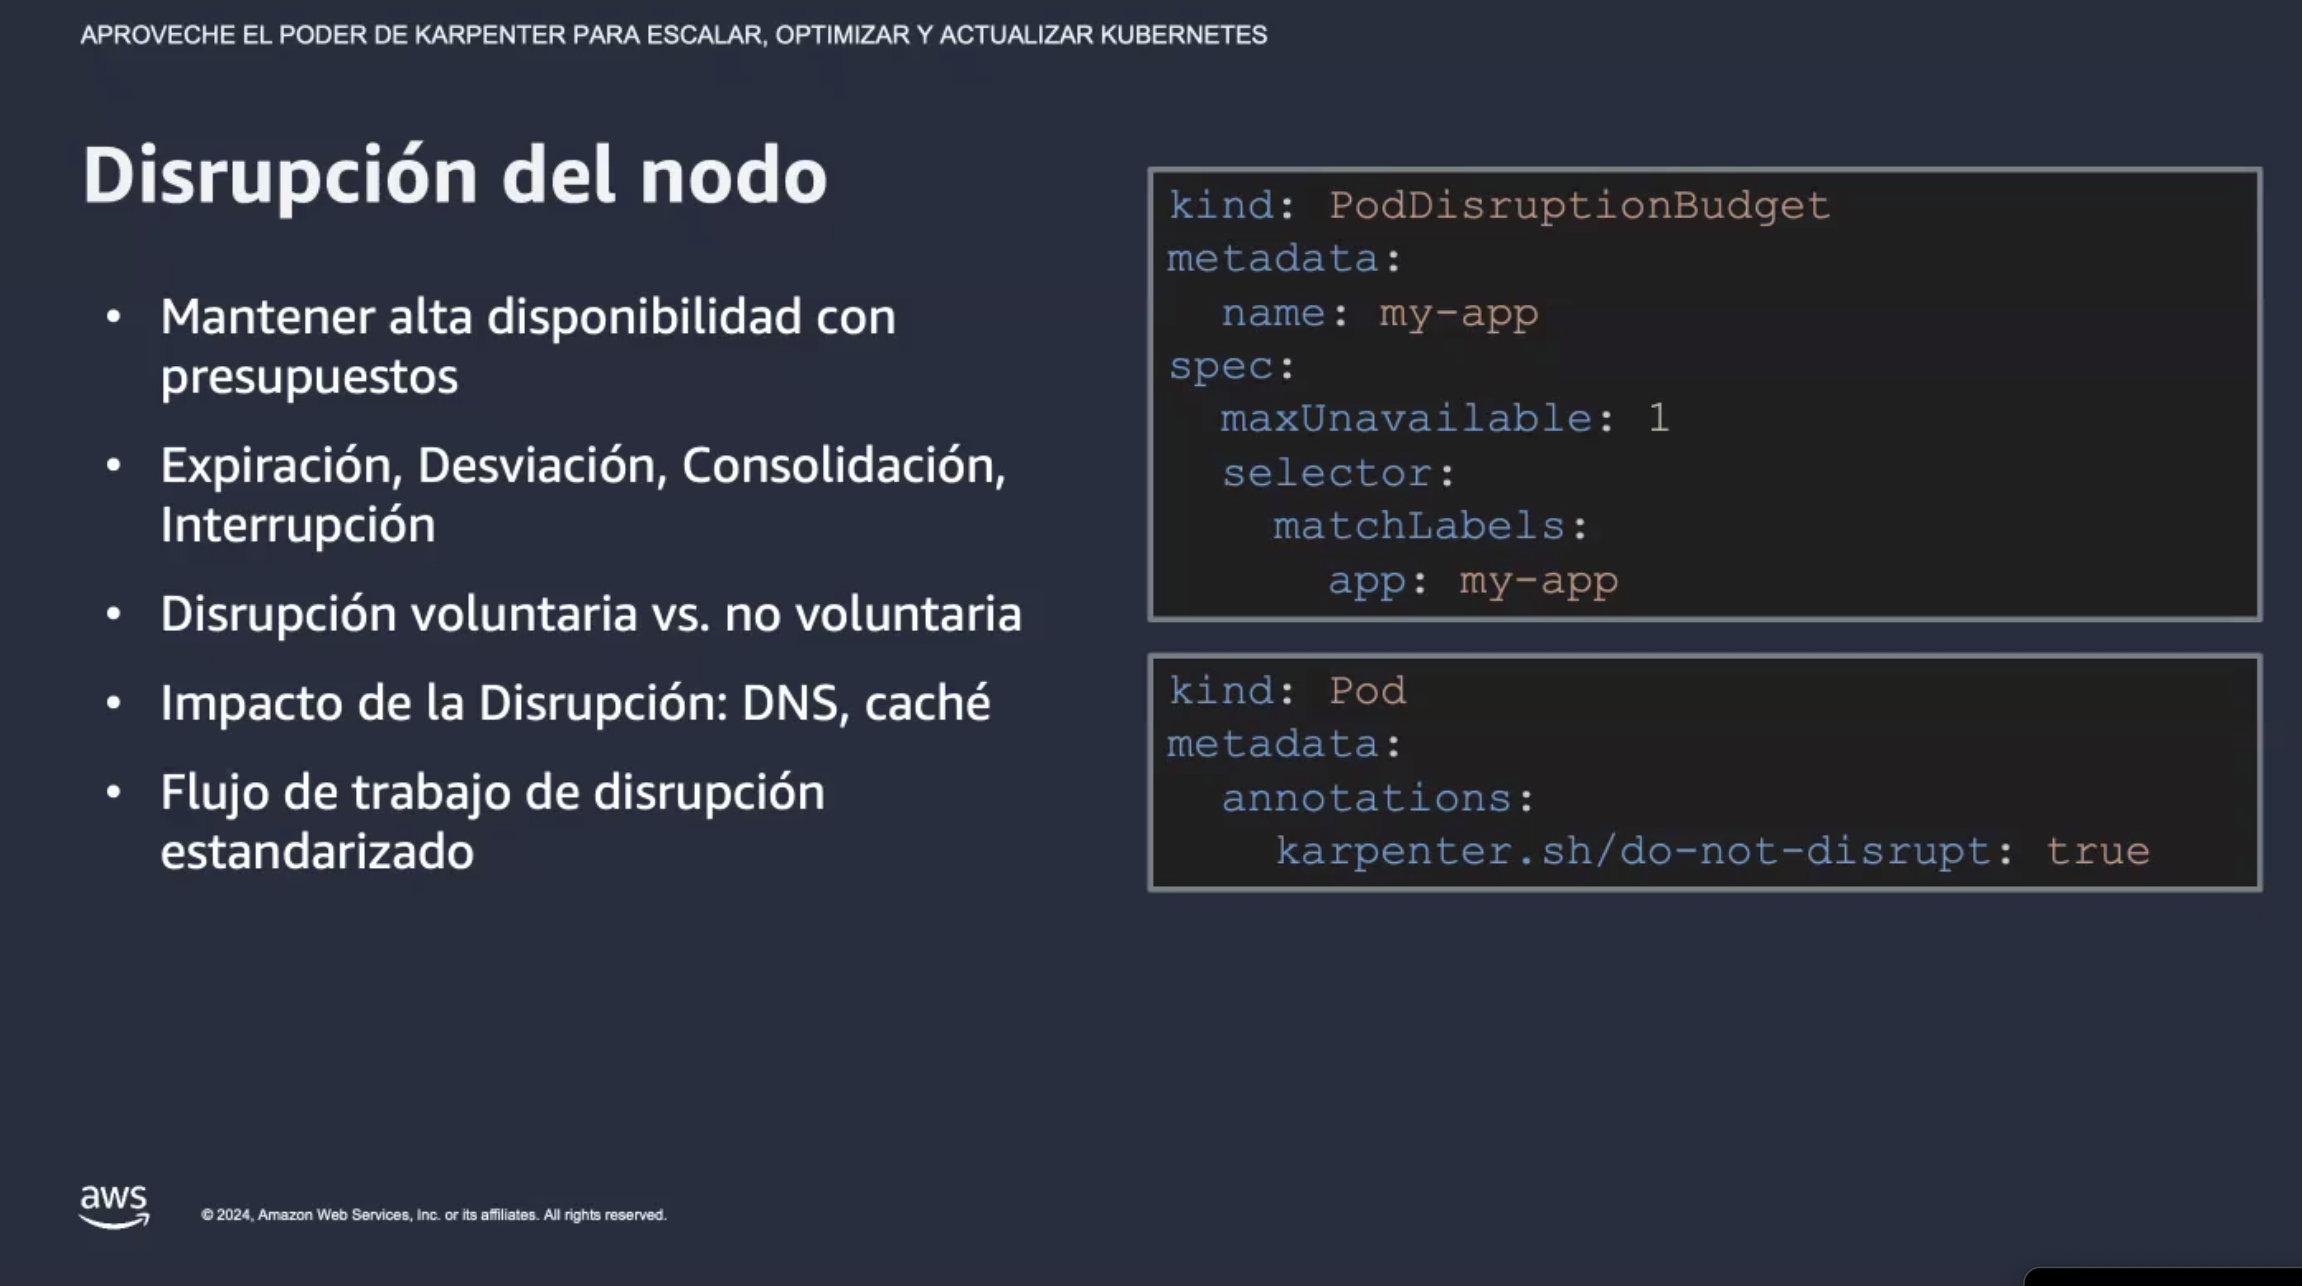 APROVECHE EL PODER DE KARPENTER PARA ESCALAR, OPTIMIZAR Y ACTUALIZAR KUBERNETES
Disrupción del nodo
• Mantener alta disponibilidad con
presupuestos
• Expiración, Desviación, Consolidación,
Interrupción
• Disrupción voluntaria vs. no voluntaria
• Impacto de la Disrupción: DNS, caché
• Flujo de trabajo de disrupción
estandarizado
kind: PodDisruptionBudget
metadata:
  name: my-app
spec:
  maxUnavailable: 1
  selector:
    matchLabels:
      app: my-app
kind: Pod
metadata:
  annotations:
    karpenter.sh/do-not-disrupt: true
aws
© 2024, Amazon Web Services, Inc. or its affiliates. All rights reserved.